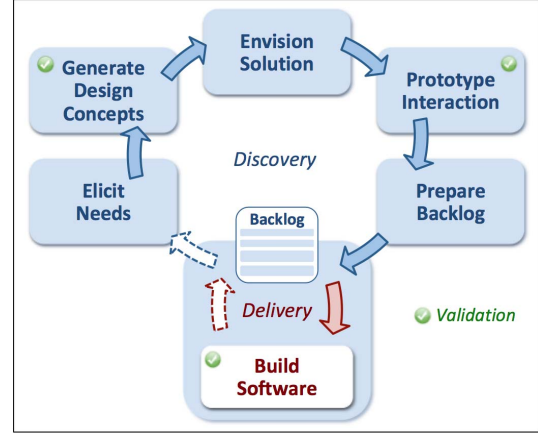 Envision
Solution
Generate
Design
Concepts
Prototype
Interaction
Discovery
Elicit
Needs
Prepare
Backlog
Backlog
Delivery
Validation
Build
Software